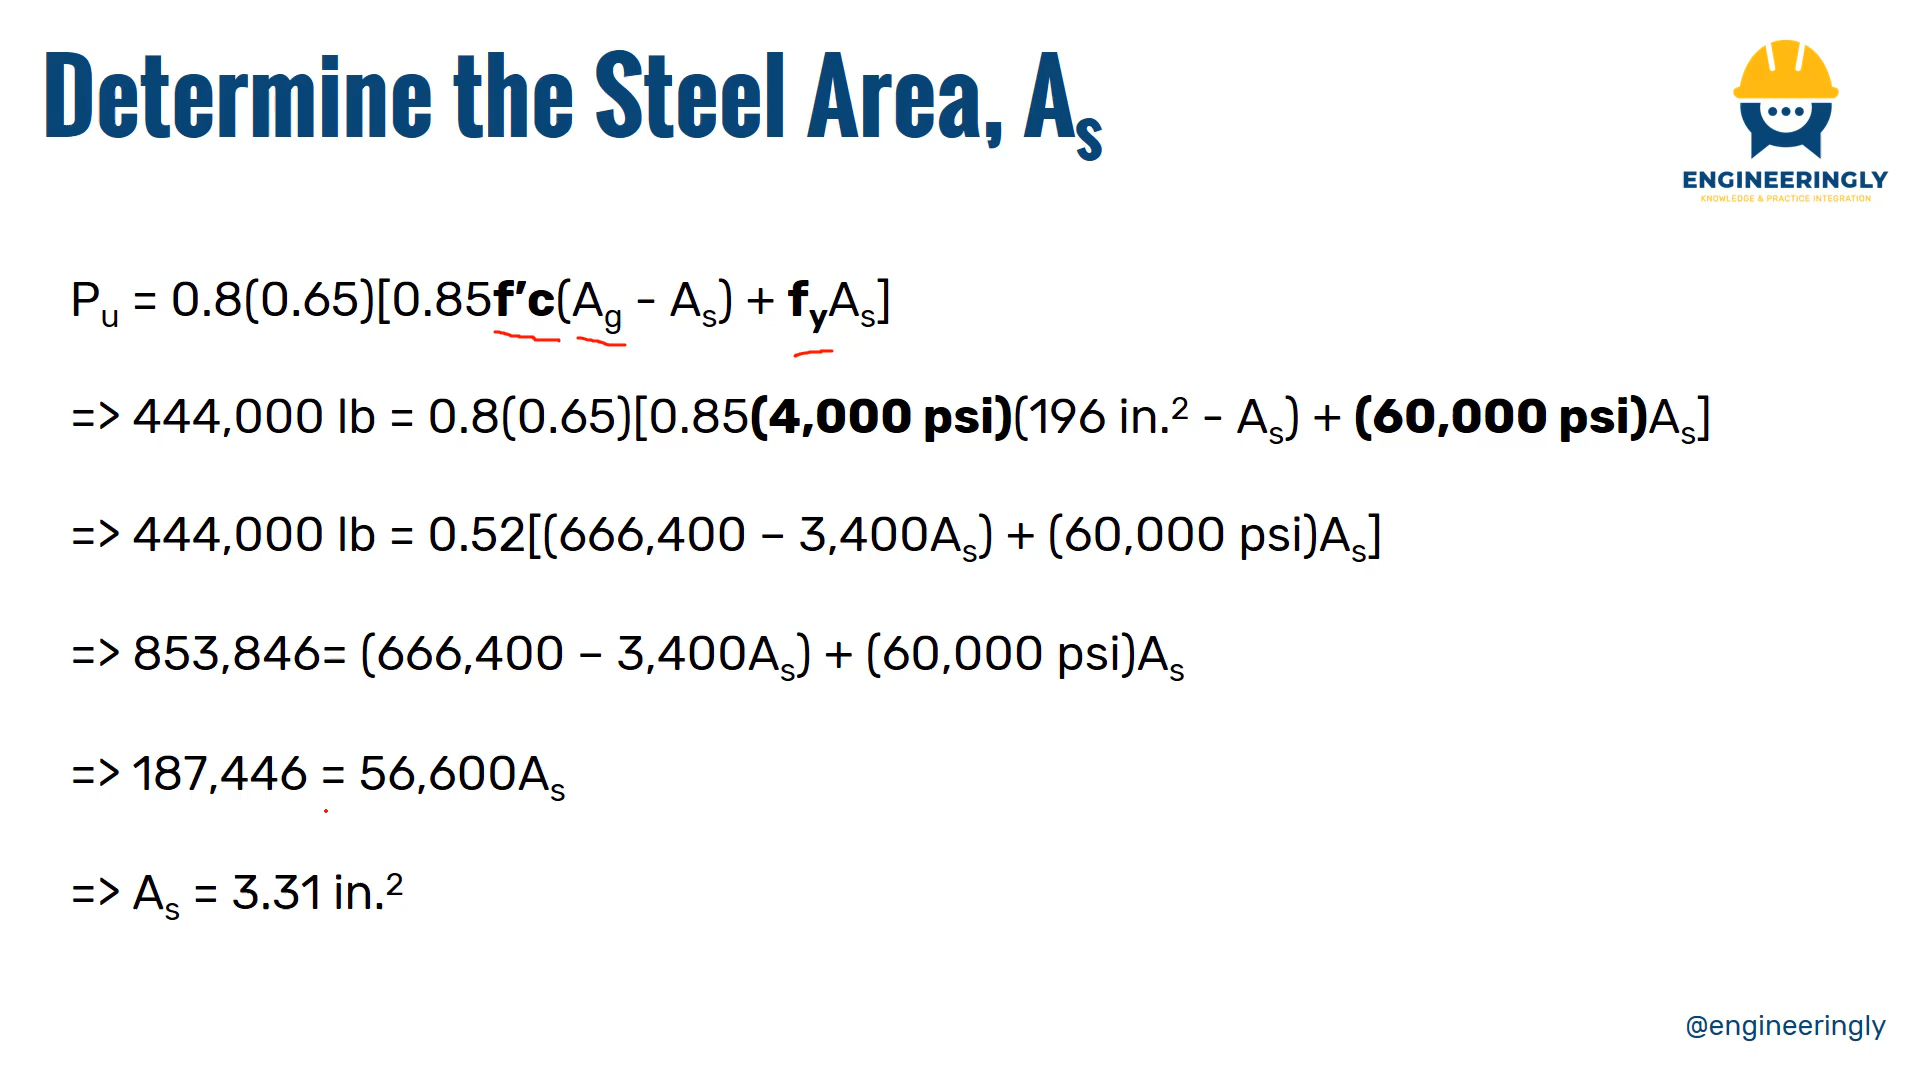 Determine the Steel Area, Aₛ
ENGINEERINGLY
KNOWLEDGE & PRACTICE INTEGRATION
Pᵤ = 0.8(0.65)[0.85f’c(A_g - Aₛ) + f_yAₛ]
=> 444,000 lb = 0.8(0.65)[0.85(4,000 psi)(196 in.² - Aₛ) + (60,000 psi)Aₛ]
=> 444,000 lb = 0.52[(666,400 – 3,400Aₛ) + (60,000 psi)Aₛ]
=> 853,846= (666,400 – 3,400Aₛ) + (60,000 psi)Aₛ
=> 187,446 = 56,600Aₛ
=> Aₛ = 3.31 in.²
@engineeringly